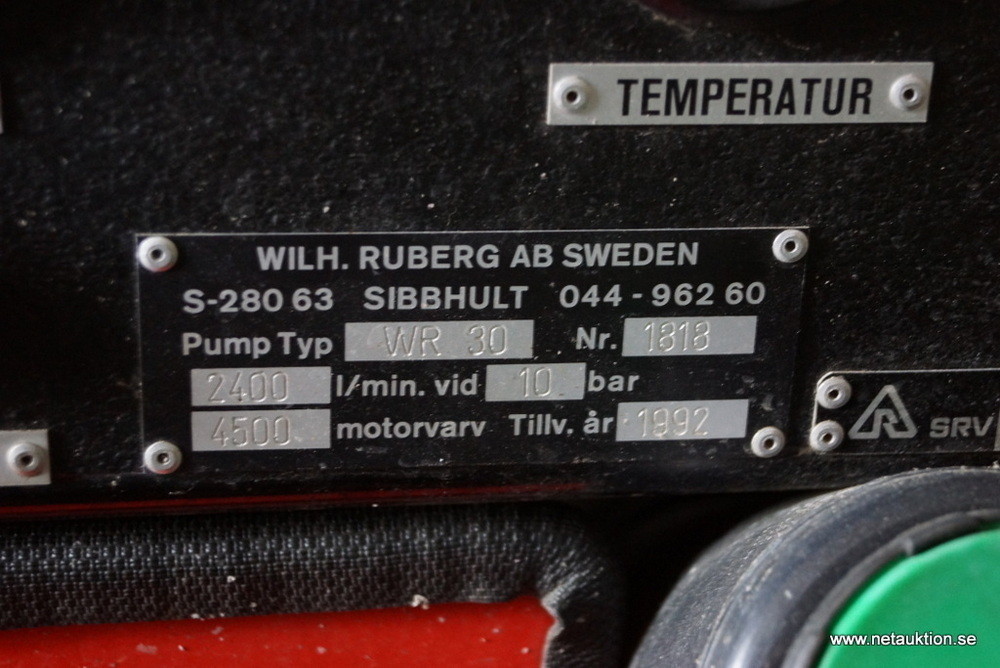 TEMPERATUR
WILH. RUBERG AB SWEDEN
S-280 63 SIBBHULT 044-962 60
Pump Typ WR 30 Nr. 1818
2400 l/min. vid 10 bar
4500 motorvarv Tillv. år 1992
SRV
www.netauktion.se